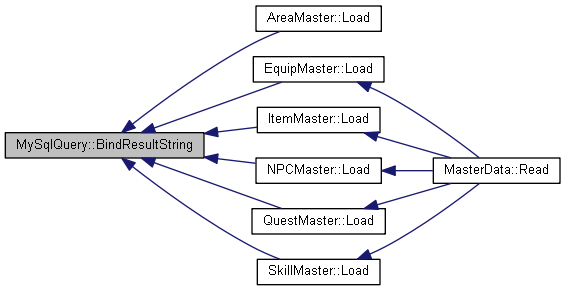 AreaMaster::Load
EquipMaster::Load
ItemMaster::Load
MySqlQuery::BindResultString
NPCMaster::Load
MasterData::Read
QuestMaster::Load
SkillMaster::Load